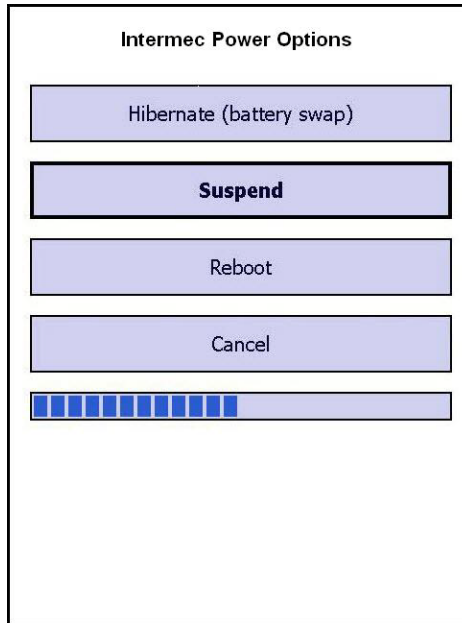 Intermec Power Options
Hibernate (battery swap)
Suspend
Reboot
Cancel